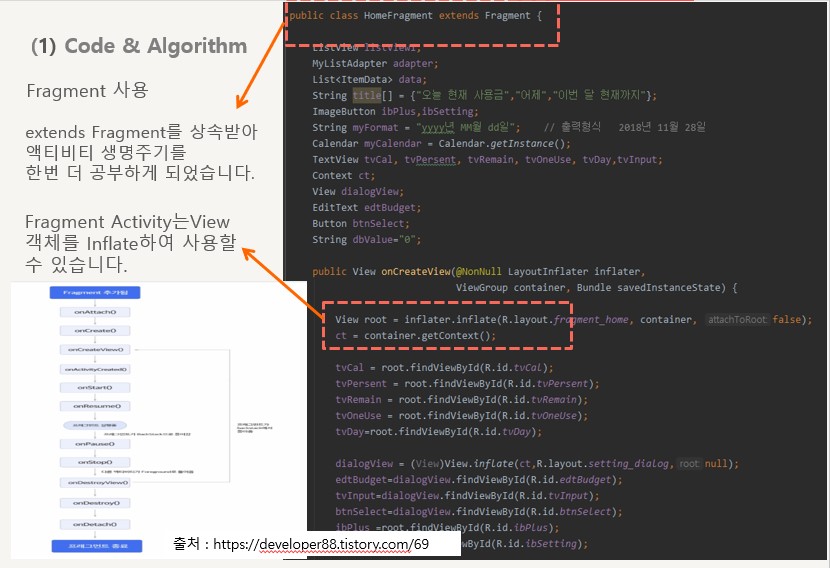 (1) Code & Algorithm
Fragment 사용
extends Fragment를 상속받아
액티비티 생명주기를
한번 더 공부하게 되었습니다.
Fragment Activity는View
객체를 Inflate하여 사용할
수 있습니다.
Fragment 추가됨
onAttach()
onCreate()
onCreateView()
onActivityCreated()
onStart()
onResume()
onPause()
onStop()
onDestroyView()
onDestroy()
onDetach()
프래그먼트 종료
출처 : https://developer88.tistory.com/69
public class HomeFragment extends Fragment {
ListView listView1;
MyListAdapter adapter;
List<ItemData> data;
String title[] = {"오늘 현재 사용금","어제","이번 달 현재까지"};
ImageButton ibPlus,ibSetting;
String myFormat = "yyyy년 MM월 dd일"; // 출력형식 2018년 11월 28일
Calendar myCalendar = Calendar.getInstance();
TextView tvCal, tvPersent, tvRemain, tvOneUse, tvDay,tvInput;
Context ct;
View dialogView;
EditText edtBudget;
Button btnSelect;
String dbValue="0";
public View onCreateView(@NonNull LayoutInflater inflater,
ViewGroup container, Bundle savedInstanceState) {
View root = inflater.inflate(R.layout.fragment_home, container, attachToRoot: false);
ct = container.getContext();
tvCal = root.findViewById(R.id.tvCal);
tvPersent = root.findViewById(R.id.tvPersent);
tvRemain = root.findViewById(R.id.tvRemain);
tvOneUse = root.findViewById(R.id.tvOneUse);
tvDay=root.findViewById(R.id.tvDay);
dialogView = (View)View.inflate(ct,R.layout.setting_dialog, root: null);
edtBudget=dialogView.findViewById(R.id.edtBudget);
tvInput=dialogView.findViewById(R.id.tvInput);
btnSelect=dialogView.findViewById(R.id.btnSelect);
ibPlus =root.findViewById(R.id.ibPlus);
ewById(R.id.ibSetting);